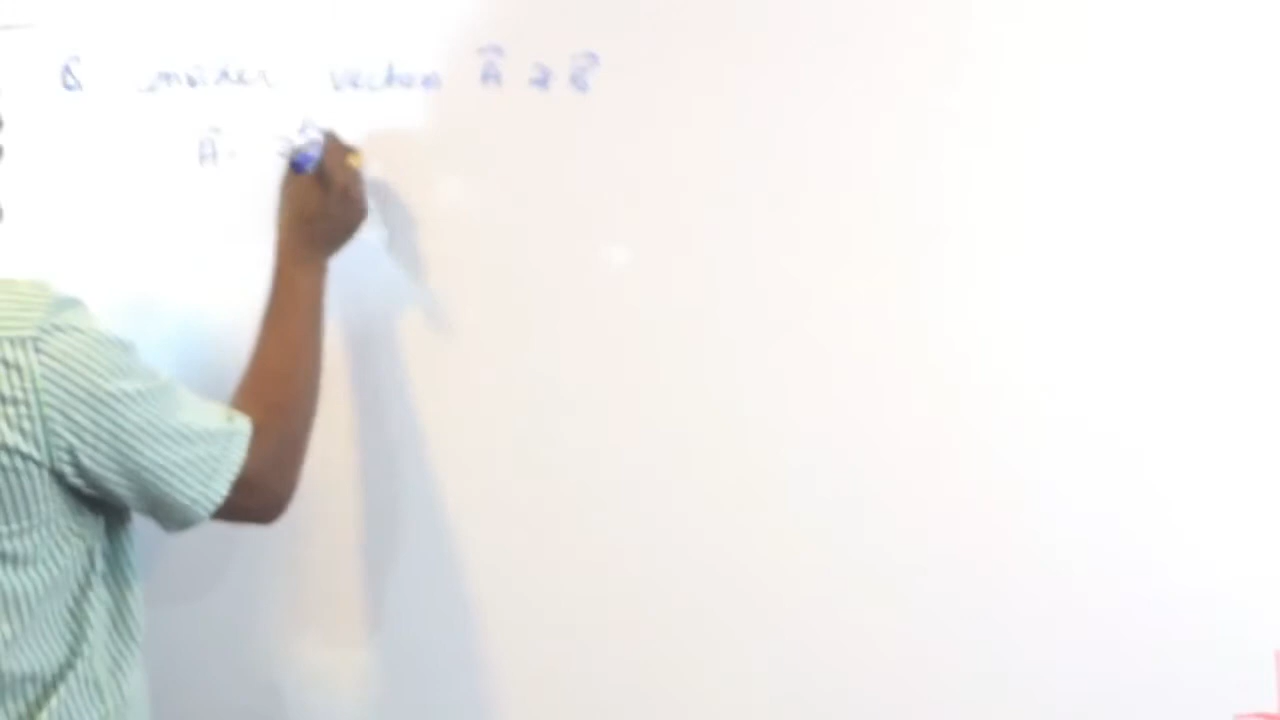 Q consider vectors A⃗ & B⃗
A⃗ =